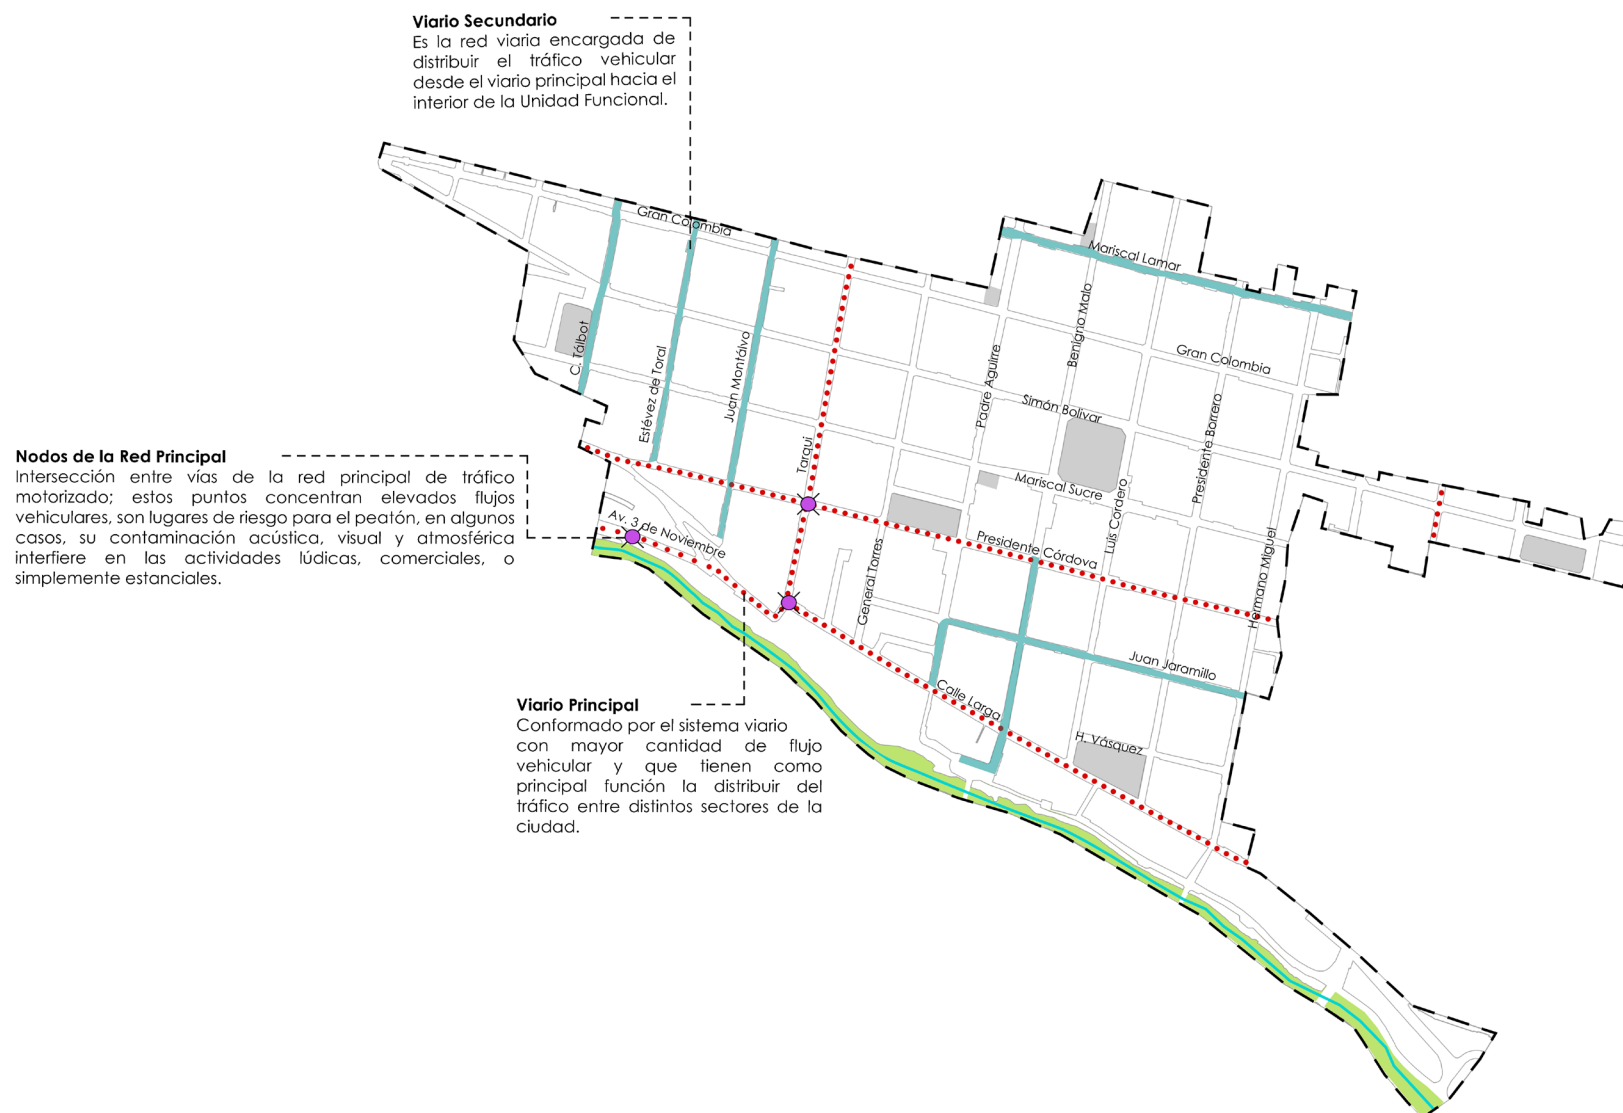 Viario Secundario
Es la red viaria encargada de
distribuir el tráfico vehicular
desde el viario principal hacia el
interior de la Unidad Funcional.
Gran Colombia
Mariscal Lamar
Benigno Malo
C. Tálbot
Estévez de Toral
Juan Montálvo
Padre Aguirre
Gran Colombia
Simón Bolívar
Presidente Borrero
Tarqui
Nodos de la Red Principal
Intersección entre vías de la red principal de tráfico
motorizado; estos puntos concentran elevados flujos
vehiculares, son lugares de riesgo para el peatón, en algunos
casos, su contaminación acústica, visual y atmosférica
interfiere en las actividades lúdicas, comerciales, o
simplemente estanciales.
Mariscal Sucre
Luis Cordero
Av. 3 de Noviembre
Presidente Córdova
General Torres
Hermano Miguel
Juan Jaramillo
Calle Larga
H. Vásquez
Viario Principal
Conformado por el sistema viario
con mayor cantidad de flujo
vehicular y que tienen como
principal función la distribuir del
tráfico entre distintos sectores de la
ciudad.